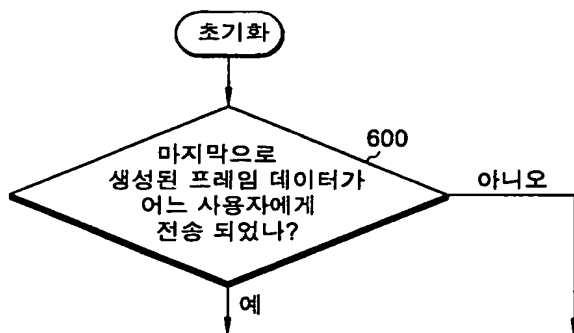 초기화
600
마지막으로
생성된 프레임 데이터가
어느 사용자에게
전송 되었나?
아니오
예